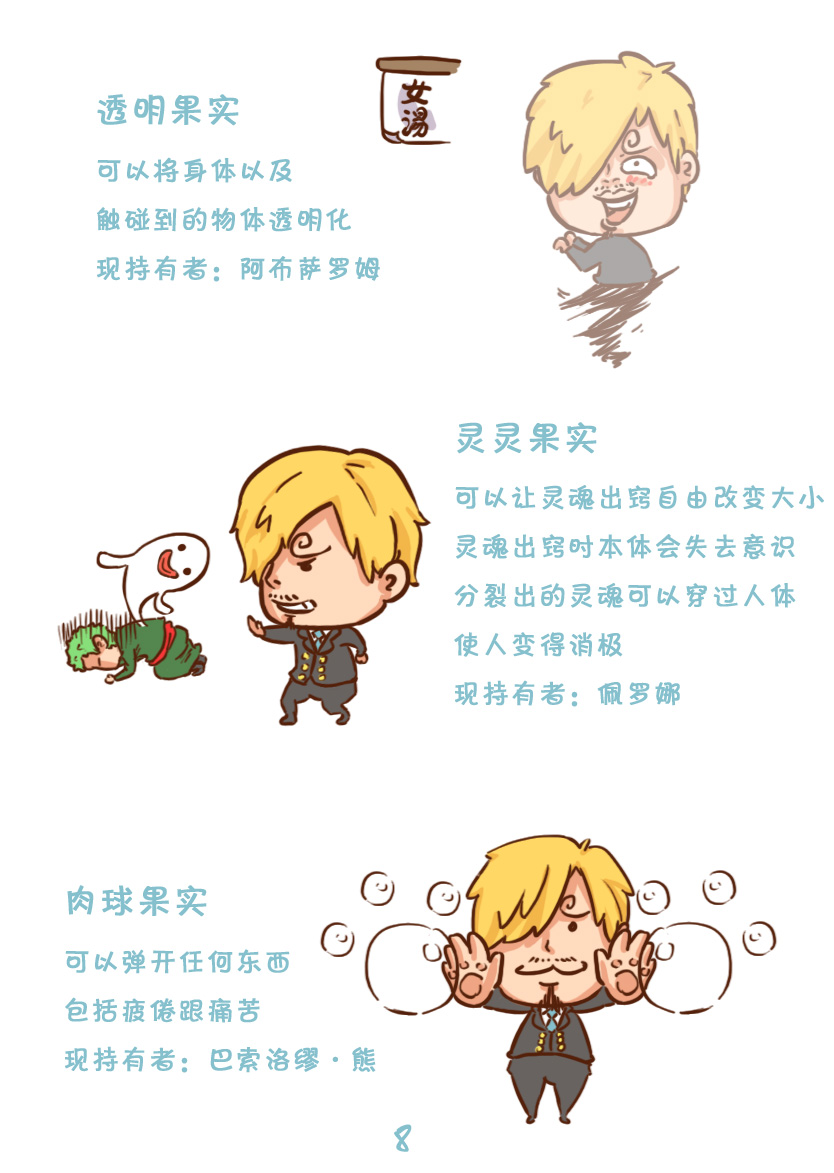 女
湯
透明果实
可以将身体以及
触碰到的物体透明化
现持有者：阿布萨罗姆
灵灵果实
可以让灵魂出窍自由改变大小
灵魂出窍时本体会失去意识
分裂出的灵魂可以穿过人体
使人变得消极
现持有者：佩罗娜
肉球果实
可以弹开任何东西
包括疲倦跟痛苦
现持有者：巴索洛缪·熊
8